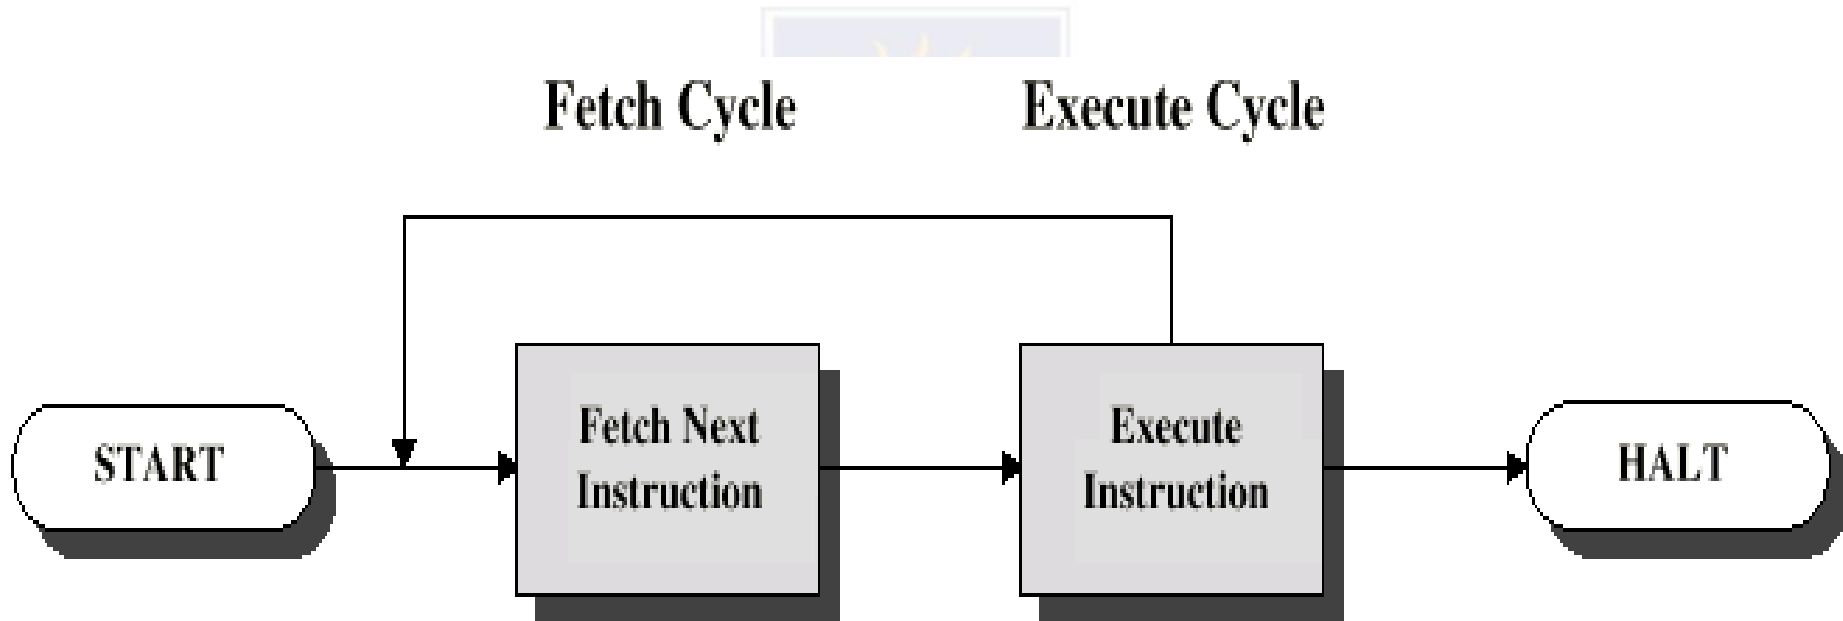 Fetch Cycle
Execute Cycle
START
Fetch Next
Instruction
Execute
Instruction
HALT